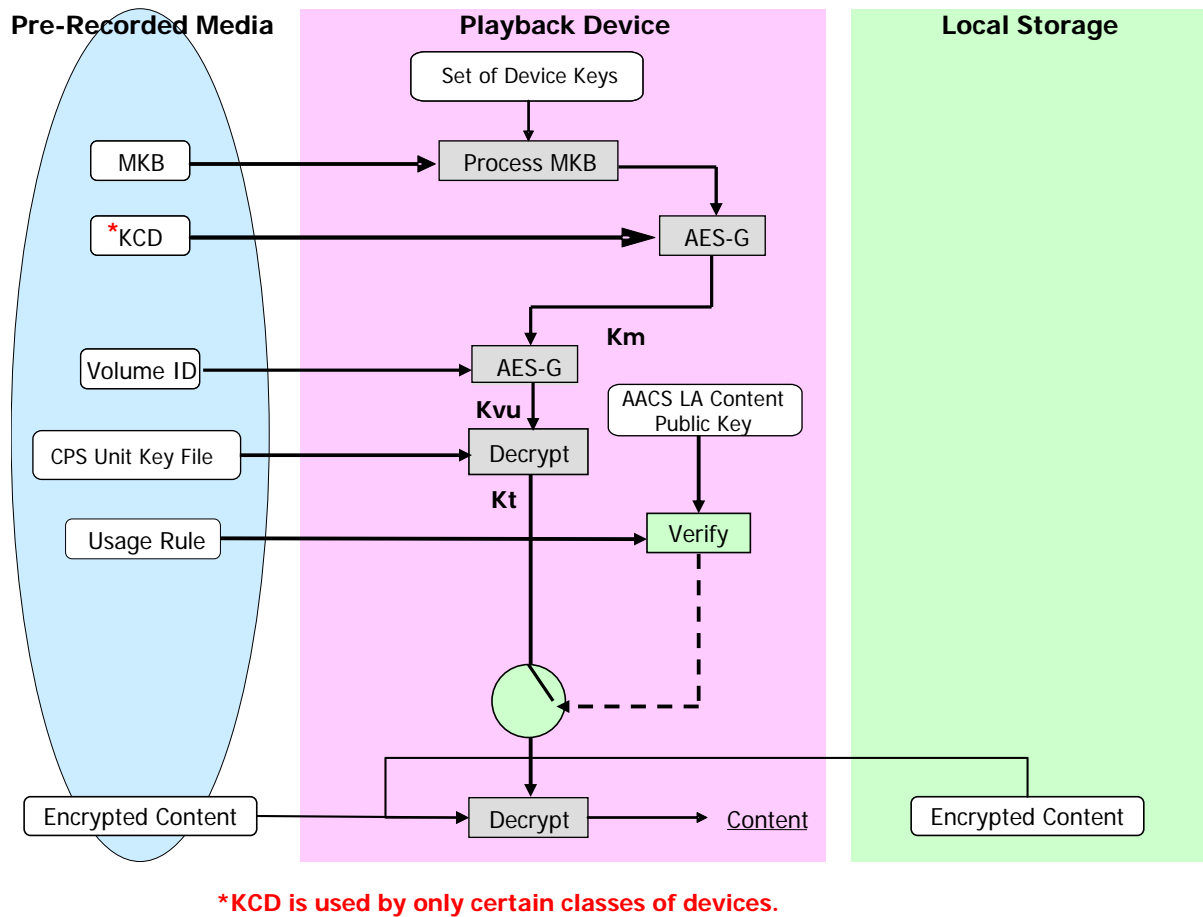 Pre-Recorded Media
Playback Device
Local Storage
Set of Device Keys
MKB
Process MKB
*KCD
AES-G
Km
Volume ID
AES-G
Kvu
AACS LA Content
Public Key
CPS Unit Key File
Decrypt
Kt
Usage Rule
Verify
Encrypted Content
Decrypt
Content
Encrypted Content
*KCD is used by only certain classes of devices.